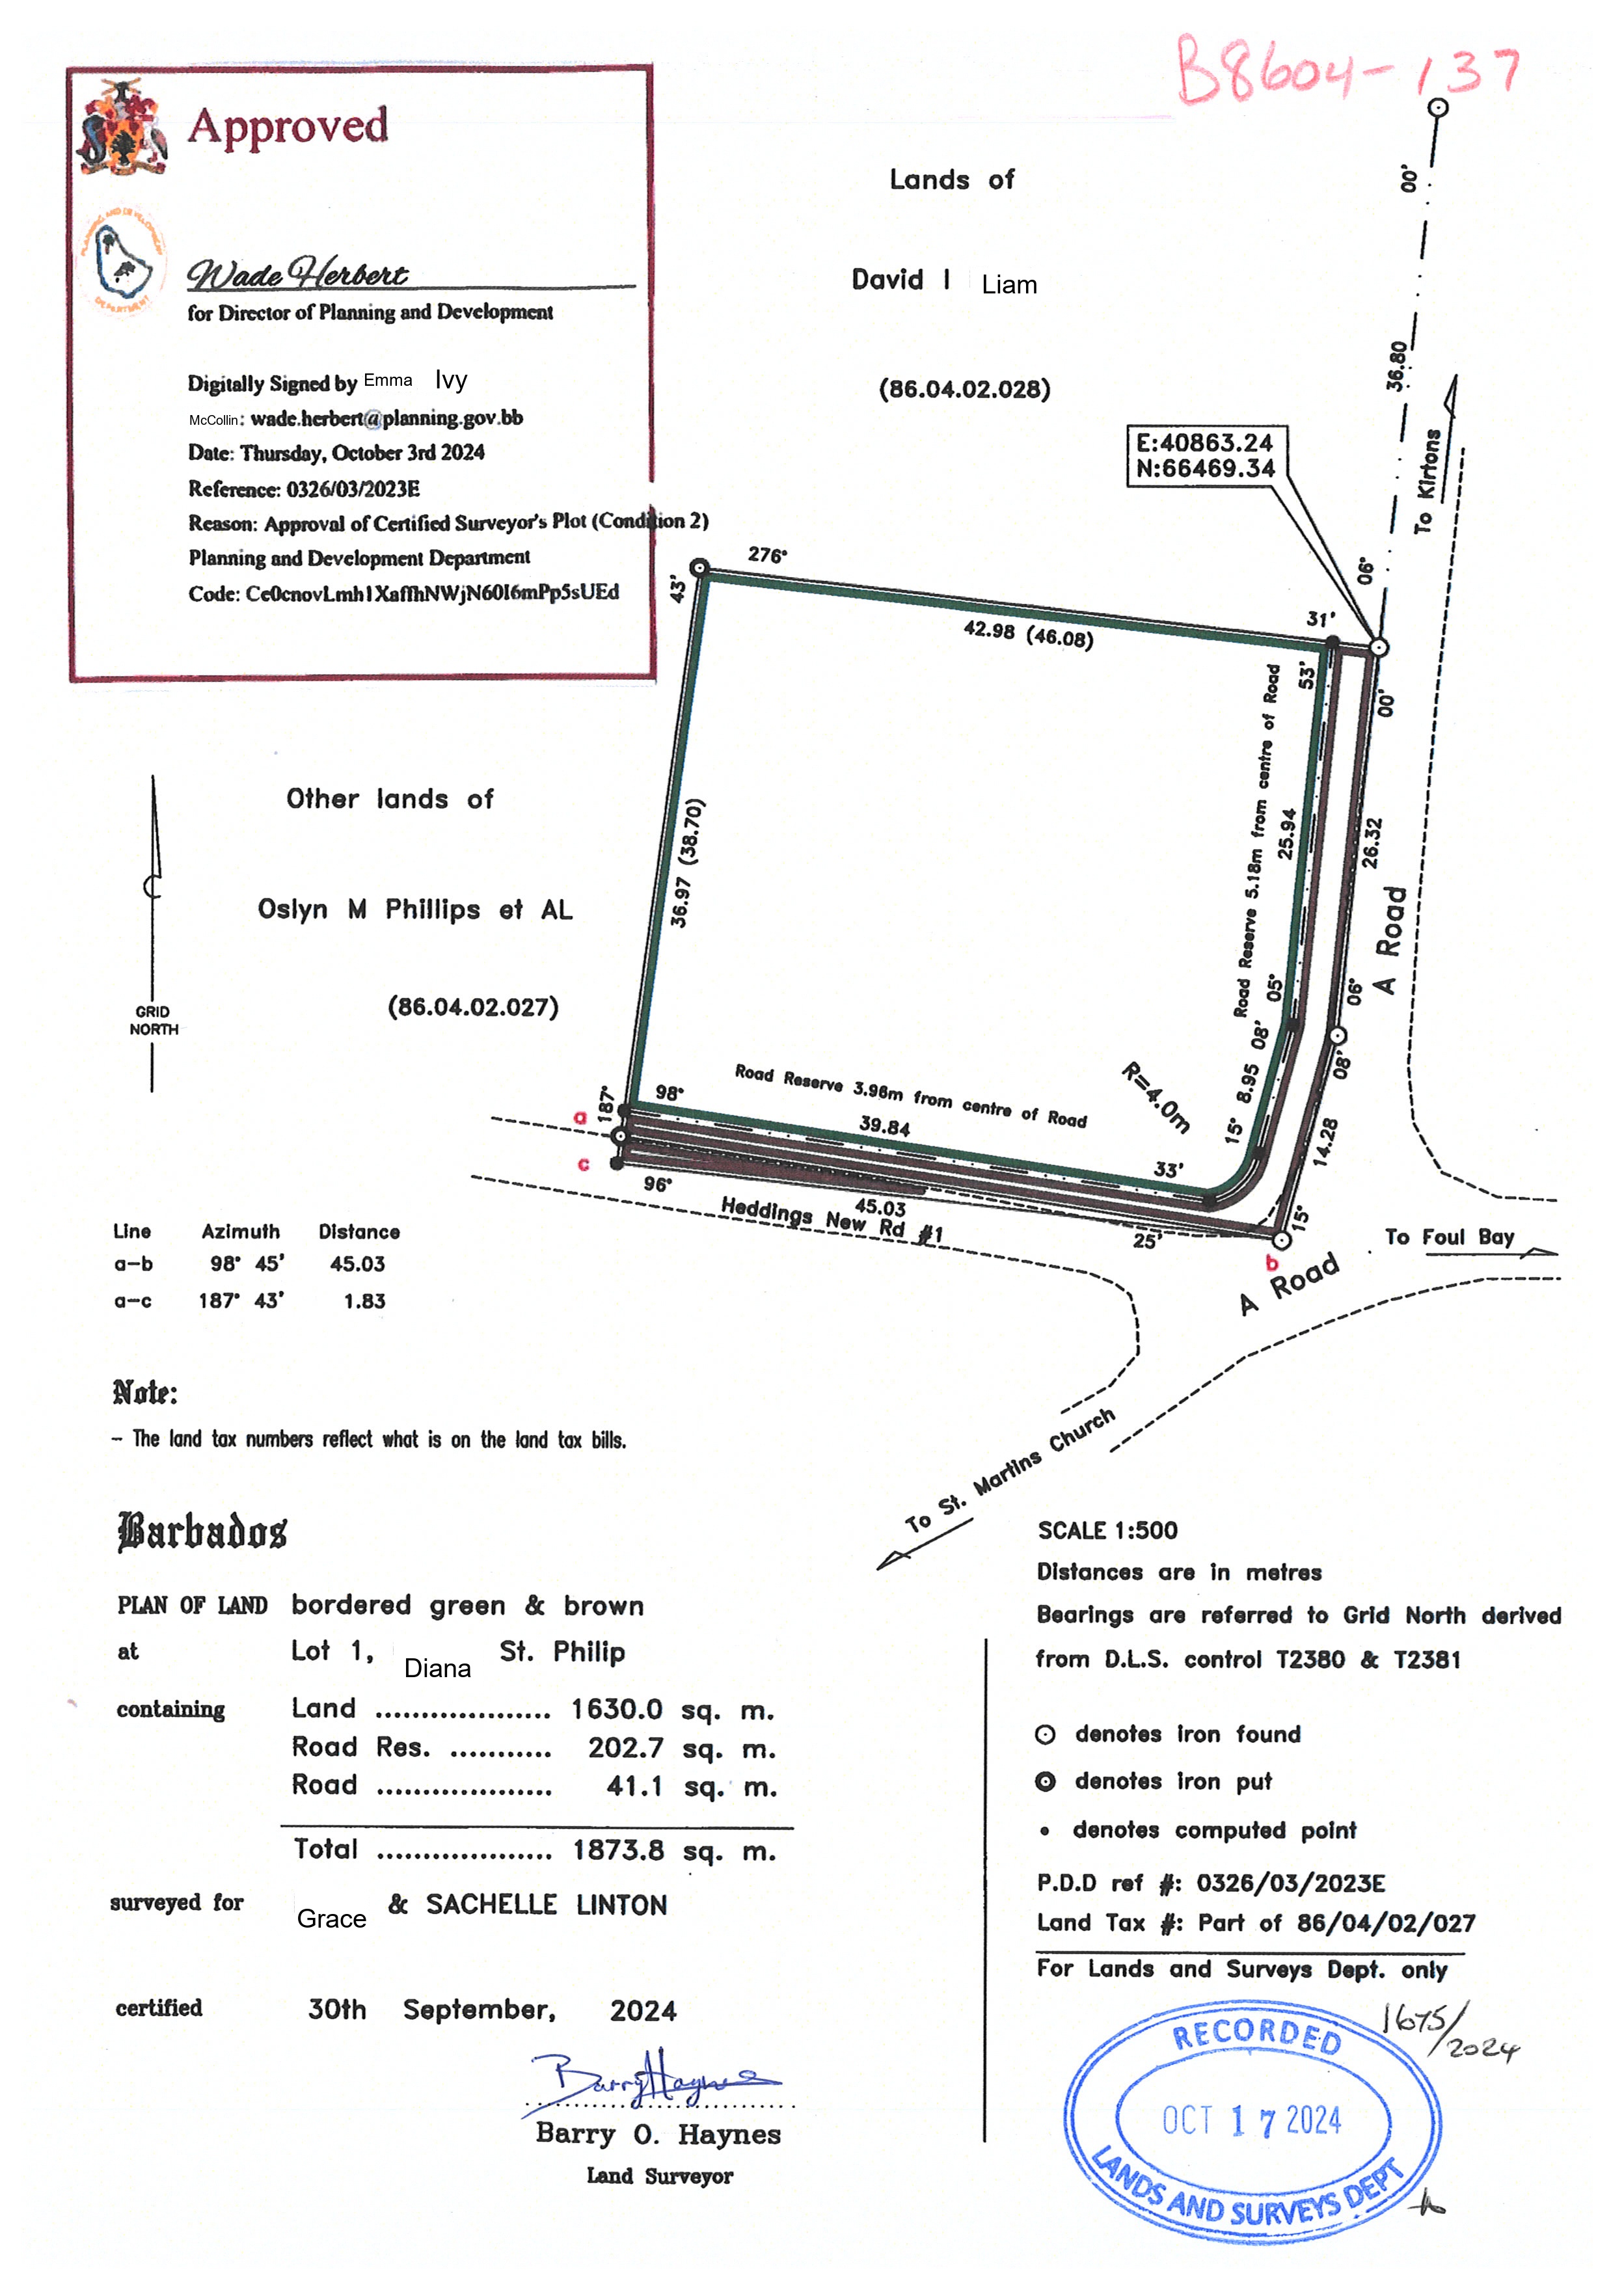 B8604-137
Approved
Wade Herbert
for Director of Planning and Development
Digitally Signed by Emma Ivy
McCollin: wade.herbert@planning.gov.bb
Date: Thursday, October 3rd 2024
Reference: 0326/03/2023E
Reason: Approval of Certified Surveyor's Plot (Condition 2)
Planning and Development Department
Code: Ce0cnovLmh1XaffhNWjN60I6mPp5sUEd
PLANNING AND DEVELOPMENT
DEPARTMENT
Lands of
David I Liam
(86.04.02.028)
00'
36.80
To Kirtons
06°
E:40863.24
N:66469.34
276°
43'
42.98 (46.08)
31'
53'
00'
Road Reserve 5.18m from centre of Road
25.94
26.32
A Road
05°
06°
08'
08'
8.95
15°
14.28
15°
R=4.0m
36.97 (38.70)
Other lands of
Oslyn M Phillips et AL
(86.04.02.027)
GRID
NORTH
187°
98°
Road Reserve 3.96m from centre of Road
39.84
33'
a
c
b
96°
45.03
25'
Heddings New Rd #1
To Foul Bay
A Road
To St. Martins Church
Line Azimuth Distance
a-b 98° 45' 45.03
a-c 187° 43' 1.83
Note:
- The land tax numbers reflect what is on the land tax bills.
Barbados
PLAN OF LAND bordered green & brown
at Lot 1, Diana St. Philip
containing Land ................... 1630.0 sq. m.
Road Res. ........... 202.7 sq. m.
Road ................... 41.1 sq. m.
Total ................... 1873.8 sq. m.
surveyed for Grace & SACHELLE LINTON
certified 30th September, 2024
Barry Haynes
Barry O. Haynes
Land Surveyor
SCALE 1:500
Distances are in metres
Bearings are referred to Grid North derived
from D.L.S. control T2380 & T2381
denotes iron found
denotes iron put
denotes computed point
P.D.D ref #: 0326/03/2023E
Land Tax #: Part of 86/04/02/027
For Lands and Surveys Dept. only
1675/2024
RECORDED
OCT 17 2024
LANDS AND SURVEYS DEPT